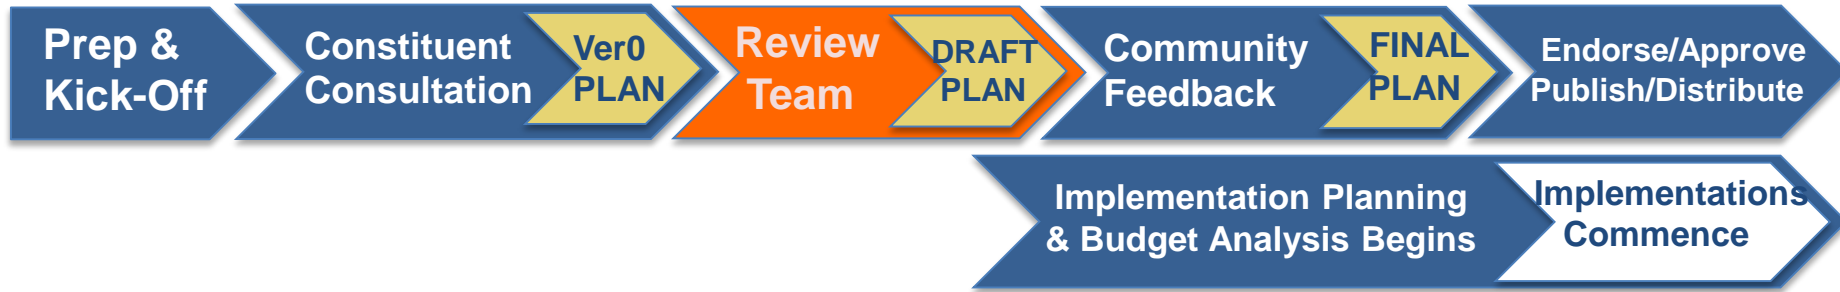 Prep &
Kick-Off
Constituent
Consultation
Ver0
PLAN
Review
Team
DRAFT
PLAN
Community
Feedback
FINAL
PLAN
Endorse/Approve
Publish/Distribute
Implementation Planning
& Budget Analysis Begins
Implementations
Commence